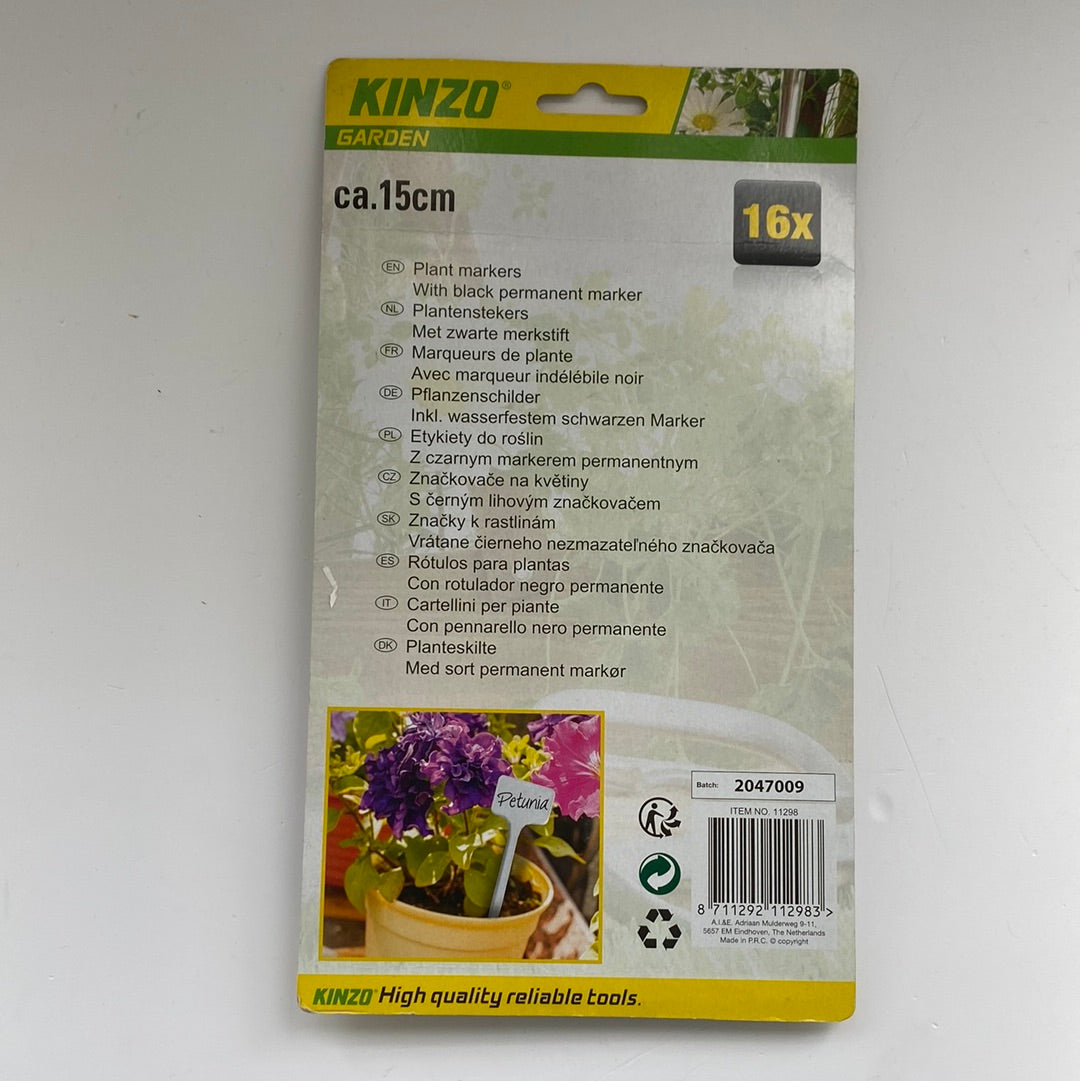 KINZO®
GARDEN
ca.15cm
16x
EN Plant markers
With black permanent marker
NL Plantenstekers
Met zwarte merkstift
FR Marqueurs de plante
Avec marqueur indélébile noir
DE Pflanzenschilder
Inkl. wasserfestem schwarzen Marker
PL Etykiety do roślin
Z czarnym markerem permanentnym
CZ Značkovače na květiny
S černým lihovým značkovačem
SK Značky k rastlinám
Vrátane čierneho nezmazateľného značkovača
ES Rótulos para plantas
Con rotulador negro permanente
IT Cartellini per piante
Con pennarello nero permanente
DK Planteskilte
Med sort permanent markør
Petunia
Batch: 2047009
ITEM NO. 11298
8 711292 112983 >
A.I.&E. Adriaan Mulderweg 9-11,
5657 EM Eindhoven, The Netherlands
Made in P.R.C. © copyright
KINZO® High quality reliable tools.